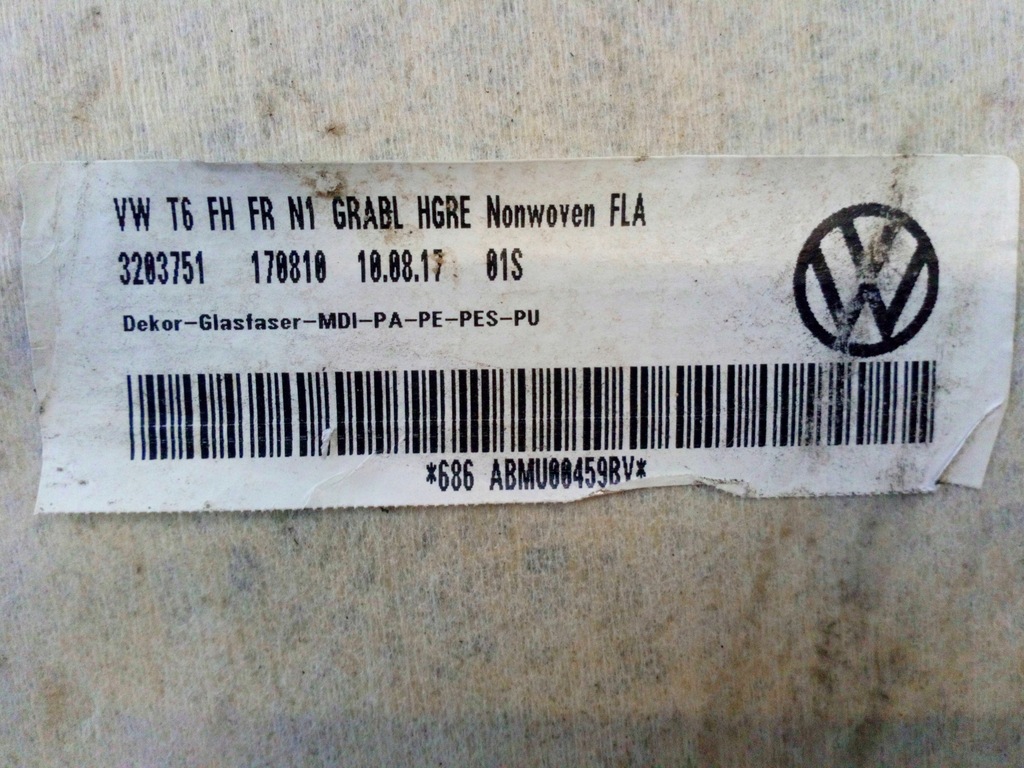 VW T6 FH FR N1 GRABL HGRE Nonwoven FLA
3203751 170810 10.08.17 01S
Dekor-Glasfaser-MDI-PA-PE-PES-PU
*686 ABMU00459BV*